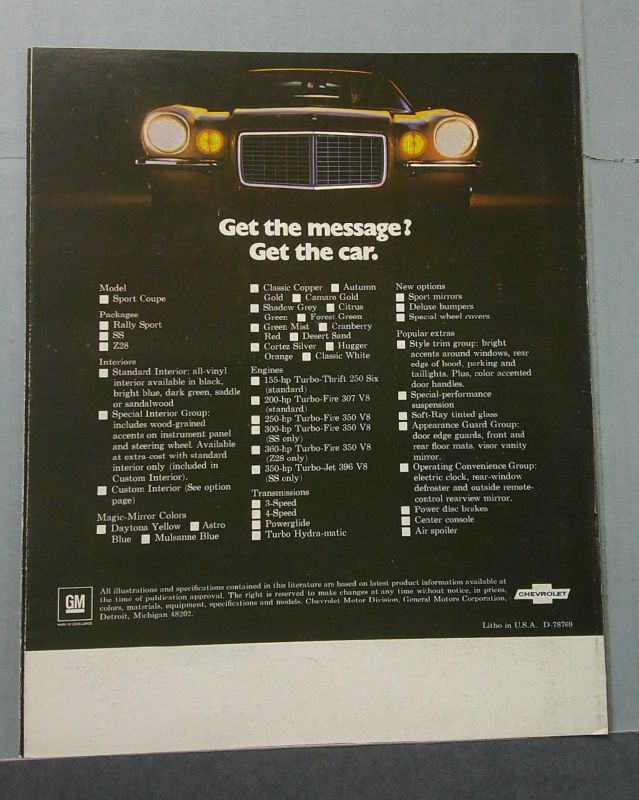 Get the message?
Get the car.
Model
Sport Coupe
Packages
Rally Sport
SS
Z28
Interiors
Standard Interior: all-vinyl
interior available in black,
bright blue, dark green, saddle
or sandalwood
Special Interior Group:
includes wood-grained
accents on instrument panel
and steering wheel. Available
at extra-cost with standard
interior only (included in
Custom Interior).
Custom Interior (See option
page)
Magic-Mirror Colors
Daytona Yellow Astro
Blue Mulsanne Blue
Classic Copper Autumn
Gold Camaro Gold
Shadow Grey Citrus
Green Forest Green
Green Mist Cranberry
Red Desert Sand
Cortez Silver Hugger
Orange Classic White
Engines
155-hp Turbo-Thrift 250 Six
(standard)
200-hp Turbo-Fire 307 V8
(standard)
250-hp Turbo-Fire 350 V8
300-hp Turbo-Fire 350 V8
(SS only)
360-hp Turbo-Fire 350 V8
(Z28 only)
350-hp Turbo-Jet 396 V8
(SS only)
Transmissions
3-Speed
4-Speed
Powerglide
Turbo Hydra-matic
New options
Sport mirrors
Deluxe bumpers
Special wheel covers
Popular extras
Style trim group: bright
accents around windows, rear
edge of hood, parking and
taillights. Plus, color accented
door handles.
Special-performance
suspension
Soft-Ray tinted glass
Appearance Guard Group:
door edge guards, front and
rear floor mats, visor vanity
mirror.
Operating Convenience Group:
electric clock, rear-window
defroster and outside remote-
control rearview mirror.
Power disc brakes
Center console
Air spoiler
GM
MARK OF EXCELLENCE
All illustrations and specifications contained in this literature are based on latest product information available at
the time of publication approval. The right is reserved to make changes at any time without notice, in prices,
colors, materials, equipment, specifications and models. Chevrolet Motor Division, General Motors Corporation,
Detroit, Michigan 48202.
CHEVROLET
Litho in U.S.A. D-78769